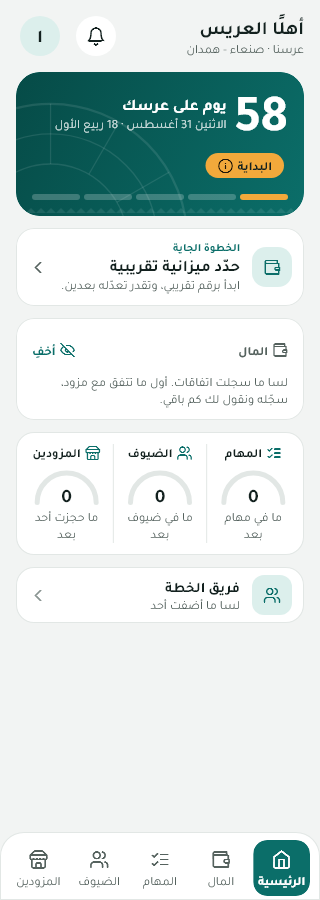 أهلًا العريس
عرسنا · صنعاء - همدان
ا
58
يوم على عرسك
الاثنين 31 أغسطس · 18 ربيع الأول
البداية
الخطوة الجاية
حدّد ميزانية تقريبية
ابدأ برقم تقريبي، وتقدر تعدّله بعدين.
المال
أخفِ
لسا ما سجلت اتفاقات. أول ما تتفق مع مزود،
سجّله ونقول لك كم باقي.
المهام
0
ما في مهام
بعد
الضيوف
0
ما في ضيوف
بعد
المزودين
0
ما حجزت أحد
بعد
فريق الخطة
لسا ما أضفت أحد
الرئيسية
المال
المهام
الضيوف
المزودين